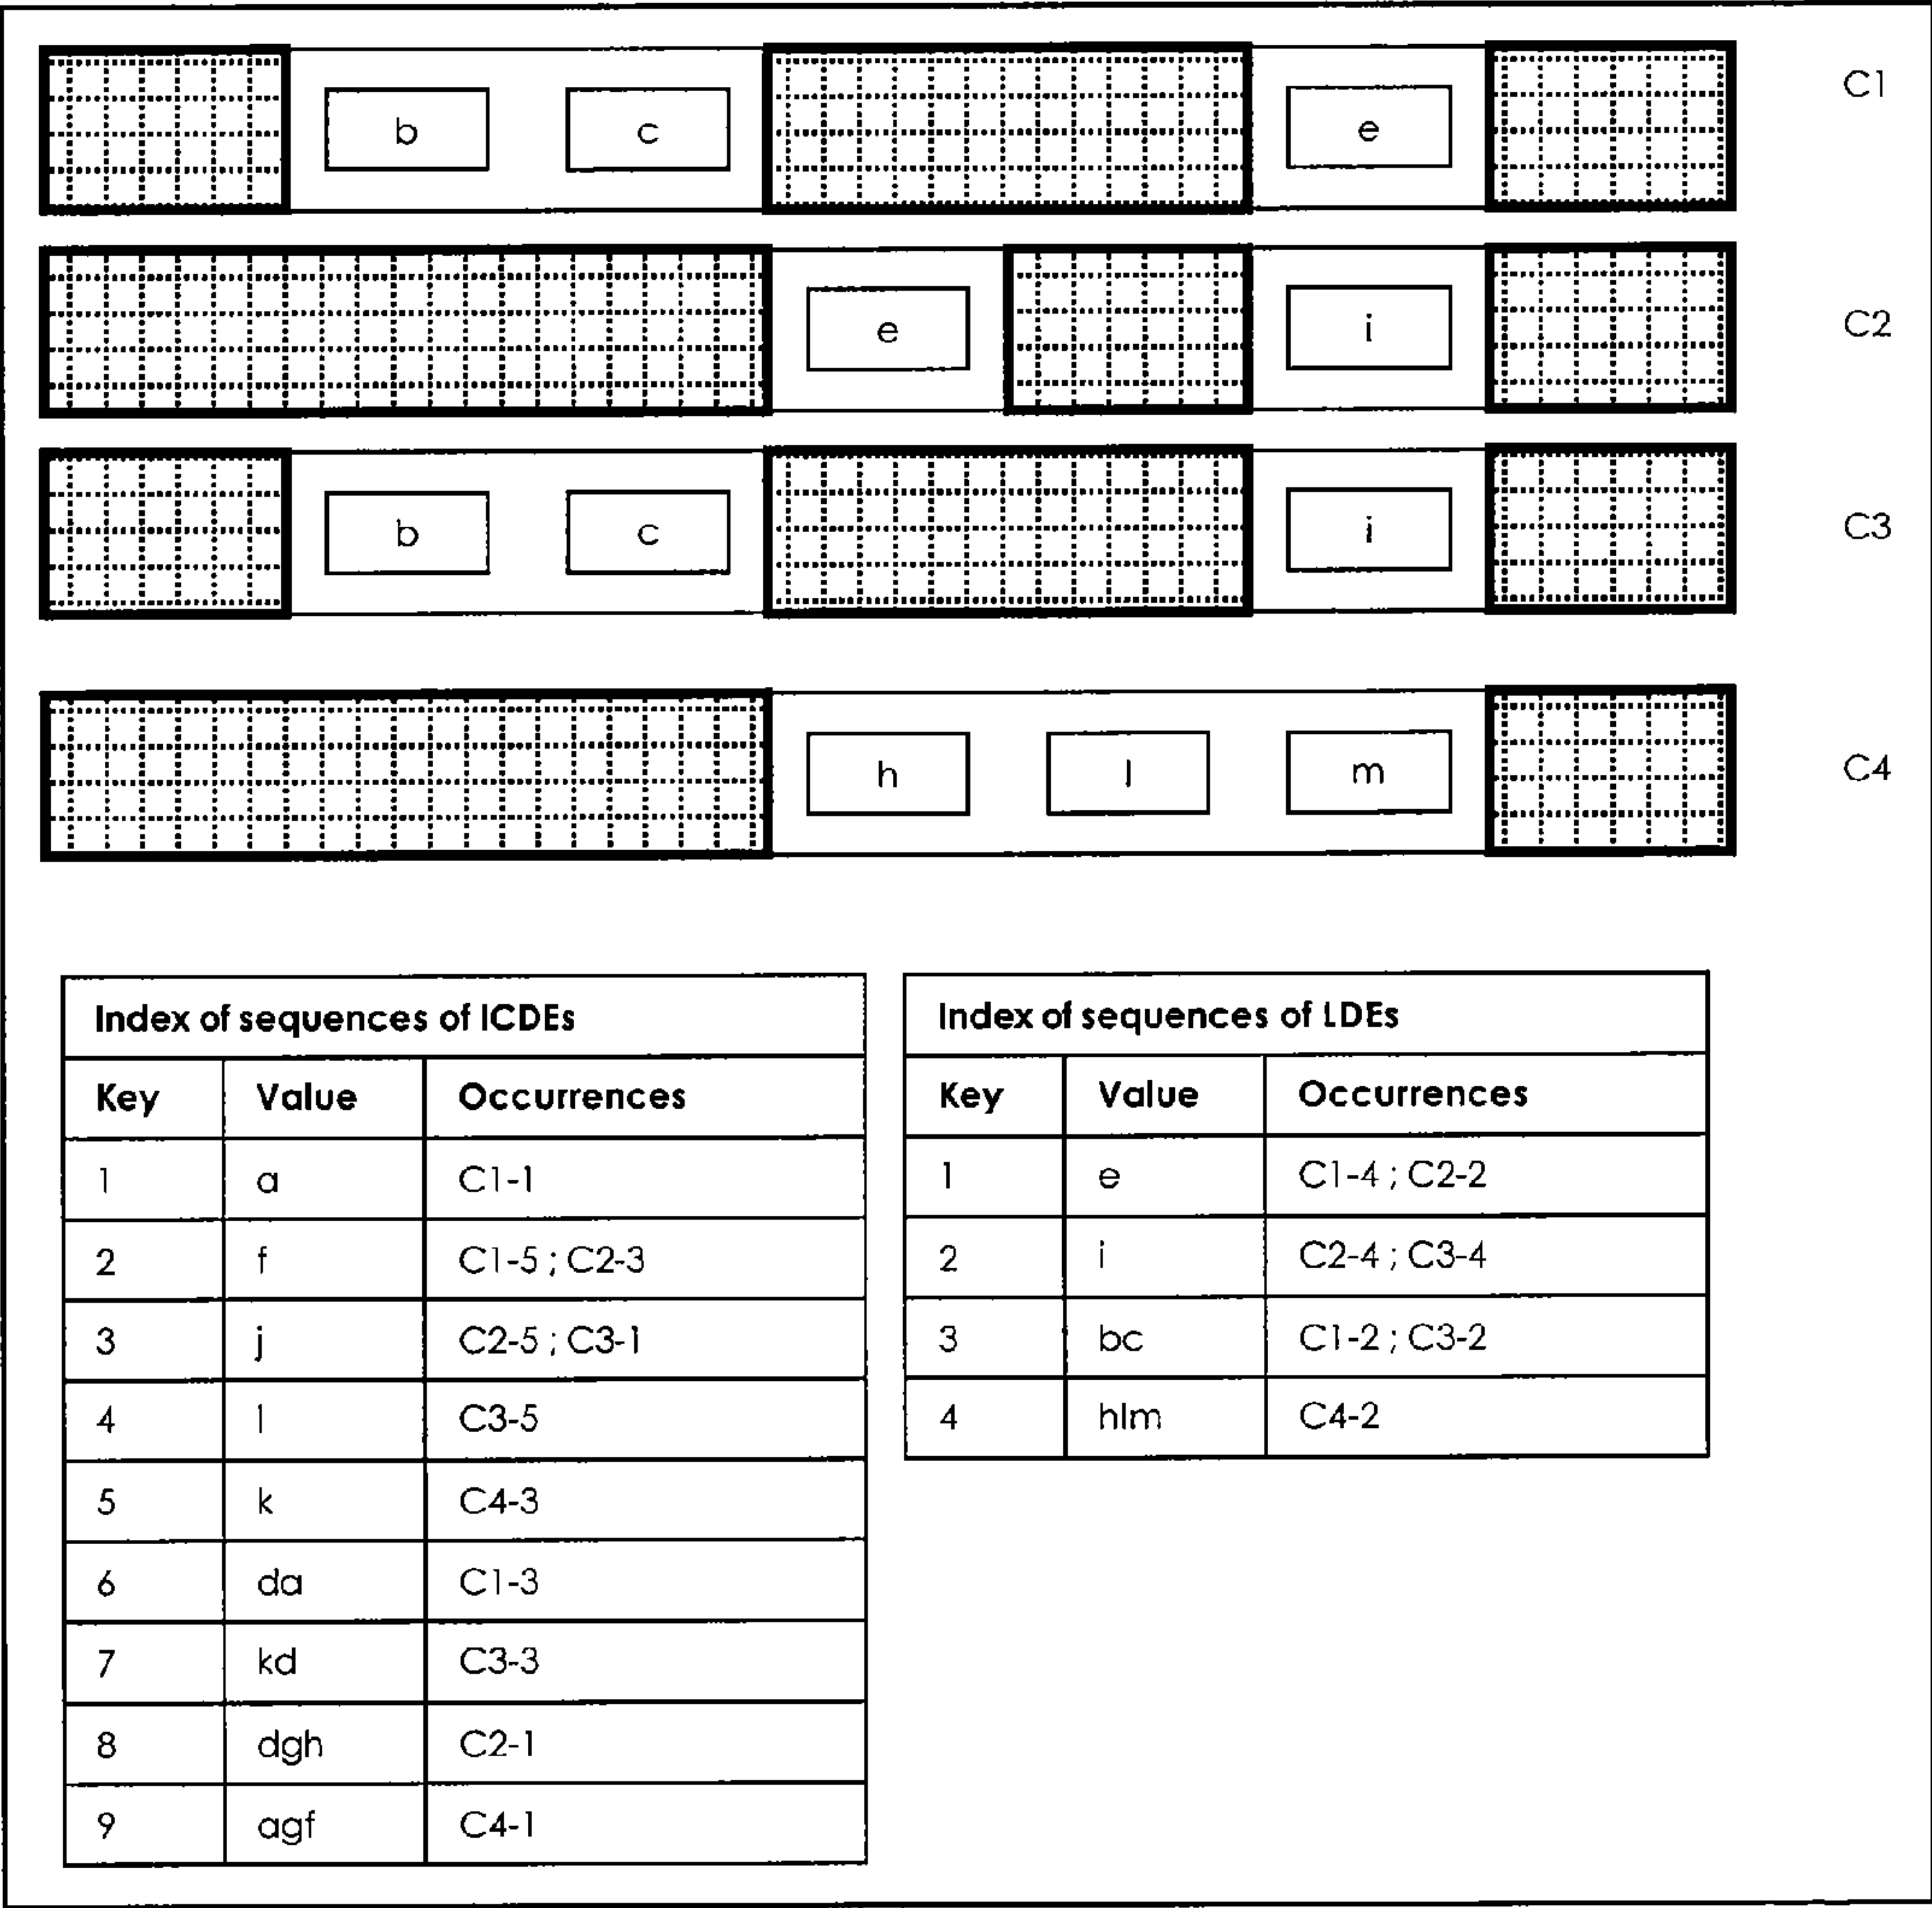 b c e C1
e i C2
b c i C3
h l m C4
Index of sequences of ICDEs
Key Value Occurrences
1 a C1-1
2 f C1-5 ; C2-3
3 j C2-5 ; C3-1
4 l C3-5
5 k C4-3
6 da C1-3
7 kd C3-3
8 dgh C2-1
9 agf C4-1
Index of sequences of LDEs
Key Value Occurrences
1 e C1-4 ; C2-2
2 i C2-4 ; C3-4
3 bc C1-2 ; C3-2
4 hlm C4-2